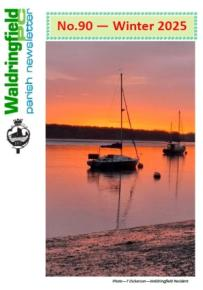 No.90 — Winter 2025
Waldringfield
parish newsletter
Photo—T Dickerson—Waldringfield Resident